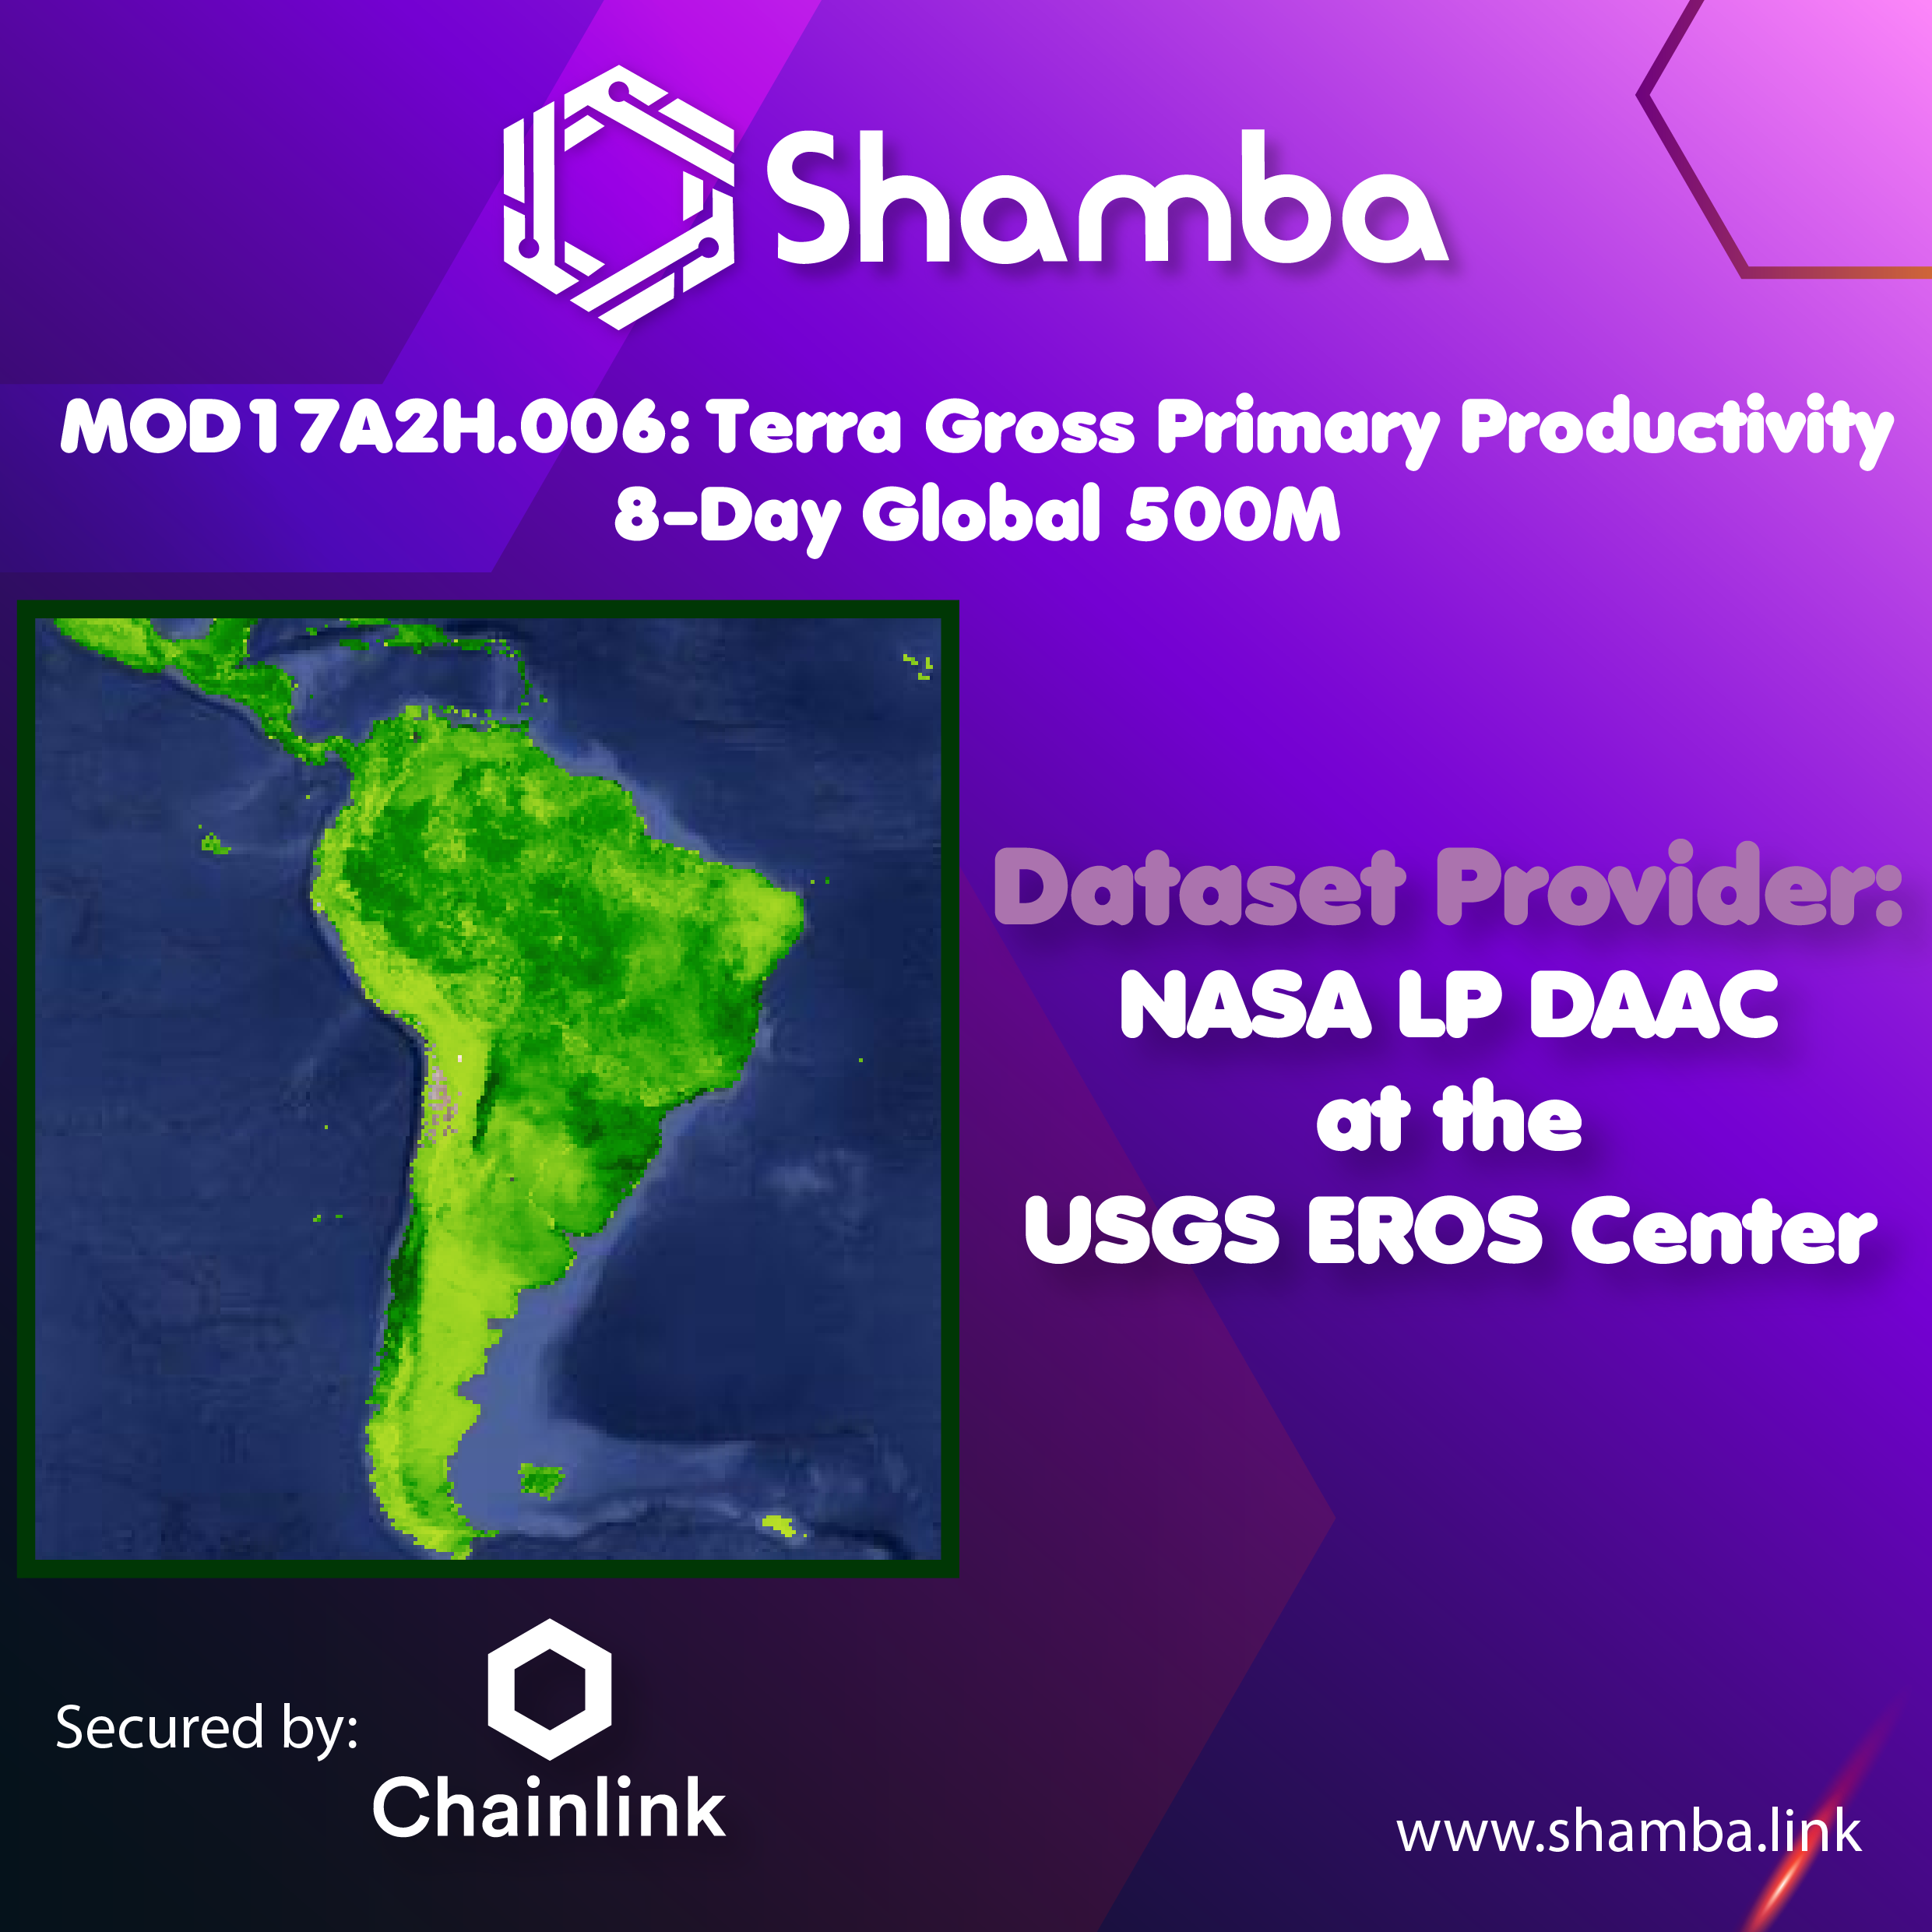 Shamba
MOD17A2H.006: Terra Gross Primary Productivity
8-Day Global 500M
Dataset Provider:
NASA LP DAAC
at the
USGS EROS Center
Secured by:
Chainlink
www.shamba.link